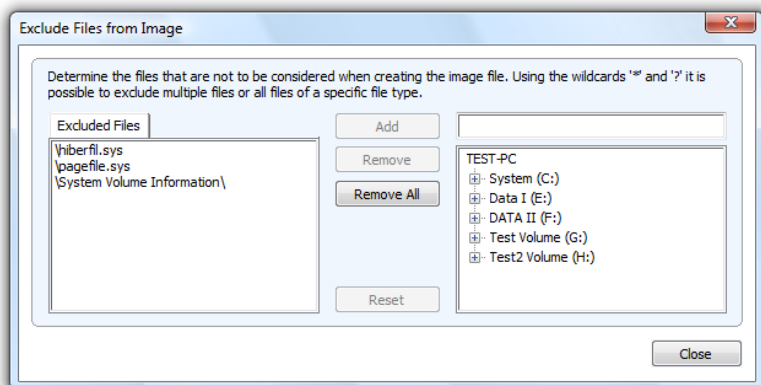 Exclude Files from Image
Determine the files that are not to be considered when creating the image file. Using the wildcards '*' and '?' it is
possible to exclude multiple files or all files of a specific file type.
Excluded Files
\hiberfil.sys
\pagefile.sys
\System Volume Information\
Add
Remove
Remove All
Reset
TEST-PC
System (C:)
Data I (E:)
DATA II (F:)
Test Volume (G:)
Test2 Volume (H:)
Close